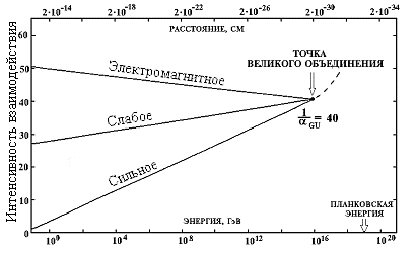 2·10⁻¹⁴ 2·10⁻¹⁸ 2·10⁻²² 2·10⁻²⁶ 2·10⁻³⁰ 2·10⁻³⁴
РАССТОЯНИЕ, СМ
Интенсивность взаимодействия
60
50
40
30
20
10
0
Электромагнитное
Слабое
Сильное
ТОЧКА
ВЕЛИКОГО ОБЪЕДИНЕНИЯ
1/α GU = 40
ПЛАНКОВСКАЯ
ЭНЕРГИЯ
ЭНЕРГИЯ, ГэВ
10⁰ 10⁴ 10⁸ 10¹² 10¹⁶ 10²⁰